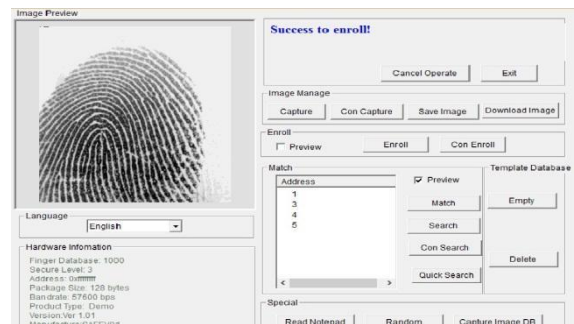 Image Preview
Success to enroll!
Cancel Operate
Exit
Image Manage
Capture
Con Capture
Save Image
Download Image
Enroll
Preview
Enroll
Con Enroll
Match
Address
1
3
4
5
Preview
Match
Search
Con Search
Quick Search
Template Database
Empty
Delete
Language
English
Hardware Infomation
Finger Database: 1000
Secure Level: 3
Address: 0xffffffff
Package Size: 128 bytes
Bandrate: 57600 bps
Product Type: Demo
Version:Ver 1.01
Special
Read Notepad
Random
Capture Image DB